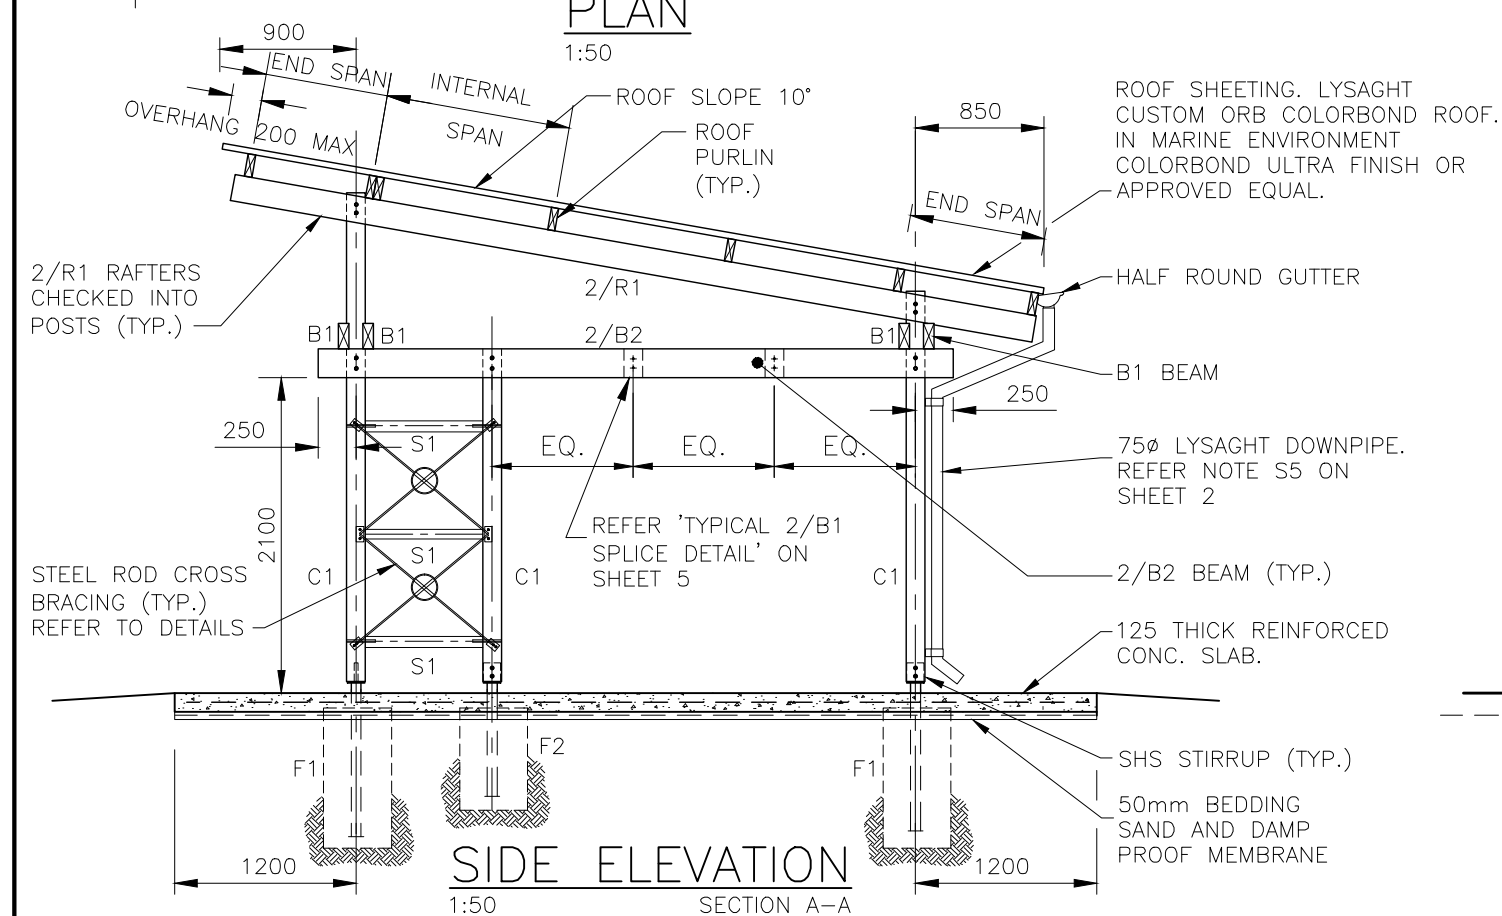 PLAN
1:50
900
END SPAN
INTERNAL
SPAN
OVERHANG 200 MAX
ROOF SLOPE 10°
ROOF
PURLIN
(TYP.)
850
ROOF SHEETING. LYSAGHT
CUSTOM ORB COLORBOND ROOF.
IN MARINE ENVIRONMENT
COLORBOND ULTRA FINISH OR
APPROVED EQUAL.
END SPAN
2/R1 RAFTERS
CHECKED INTO
POSTS (TYP.)
2/R1
HALF ROUND GUTTER
B1
B1
2/B2
B1
B1 BEAM
250
250
S1
EQ.
EQ.
EQ.
75ø LYSAGHT DOWNPIPE.
REFER NOTE S5 ON
SHEET 2
2100
REFER 'TYPICAL 2/B1
SPLICE DETAIL' ON
SHEET 5
S1
STEEL ROD CROSS
BRACING (TYP.)
REFER TO DETAILS
C1
C1
C1
2/B2 BEAM (TYP.)
125 THICK REINFORCED
CONC. SLAB.
S1
F1
F2
F1
SHS STIRRUP (TYP.)
50mm BEDDING
SAND AND DAMP
PROOF MEMBRANE
1200
SIDE ELEVATION
1200
1:50
SECTION A-A